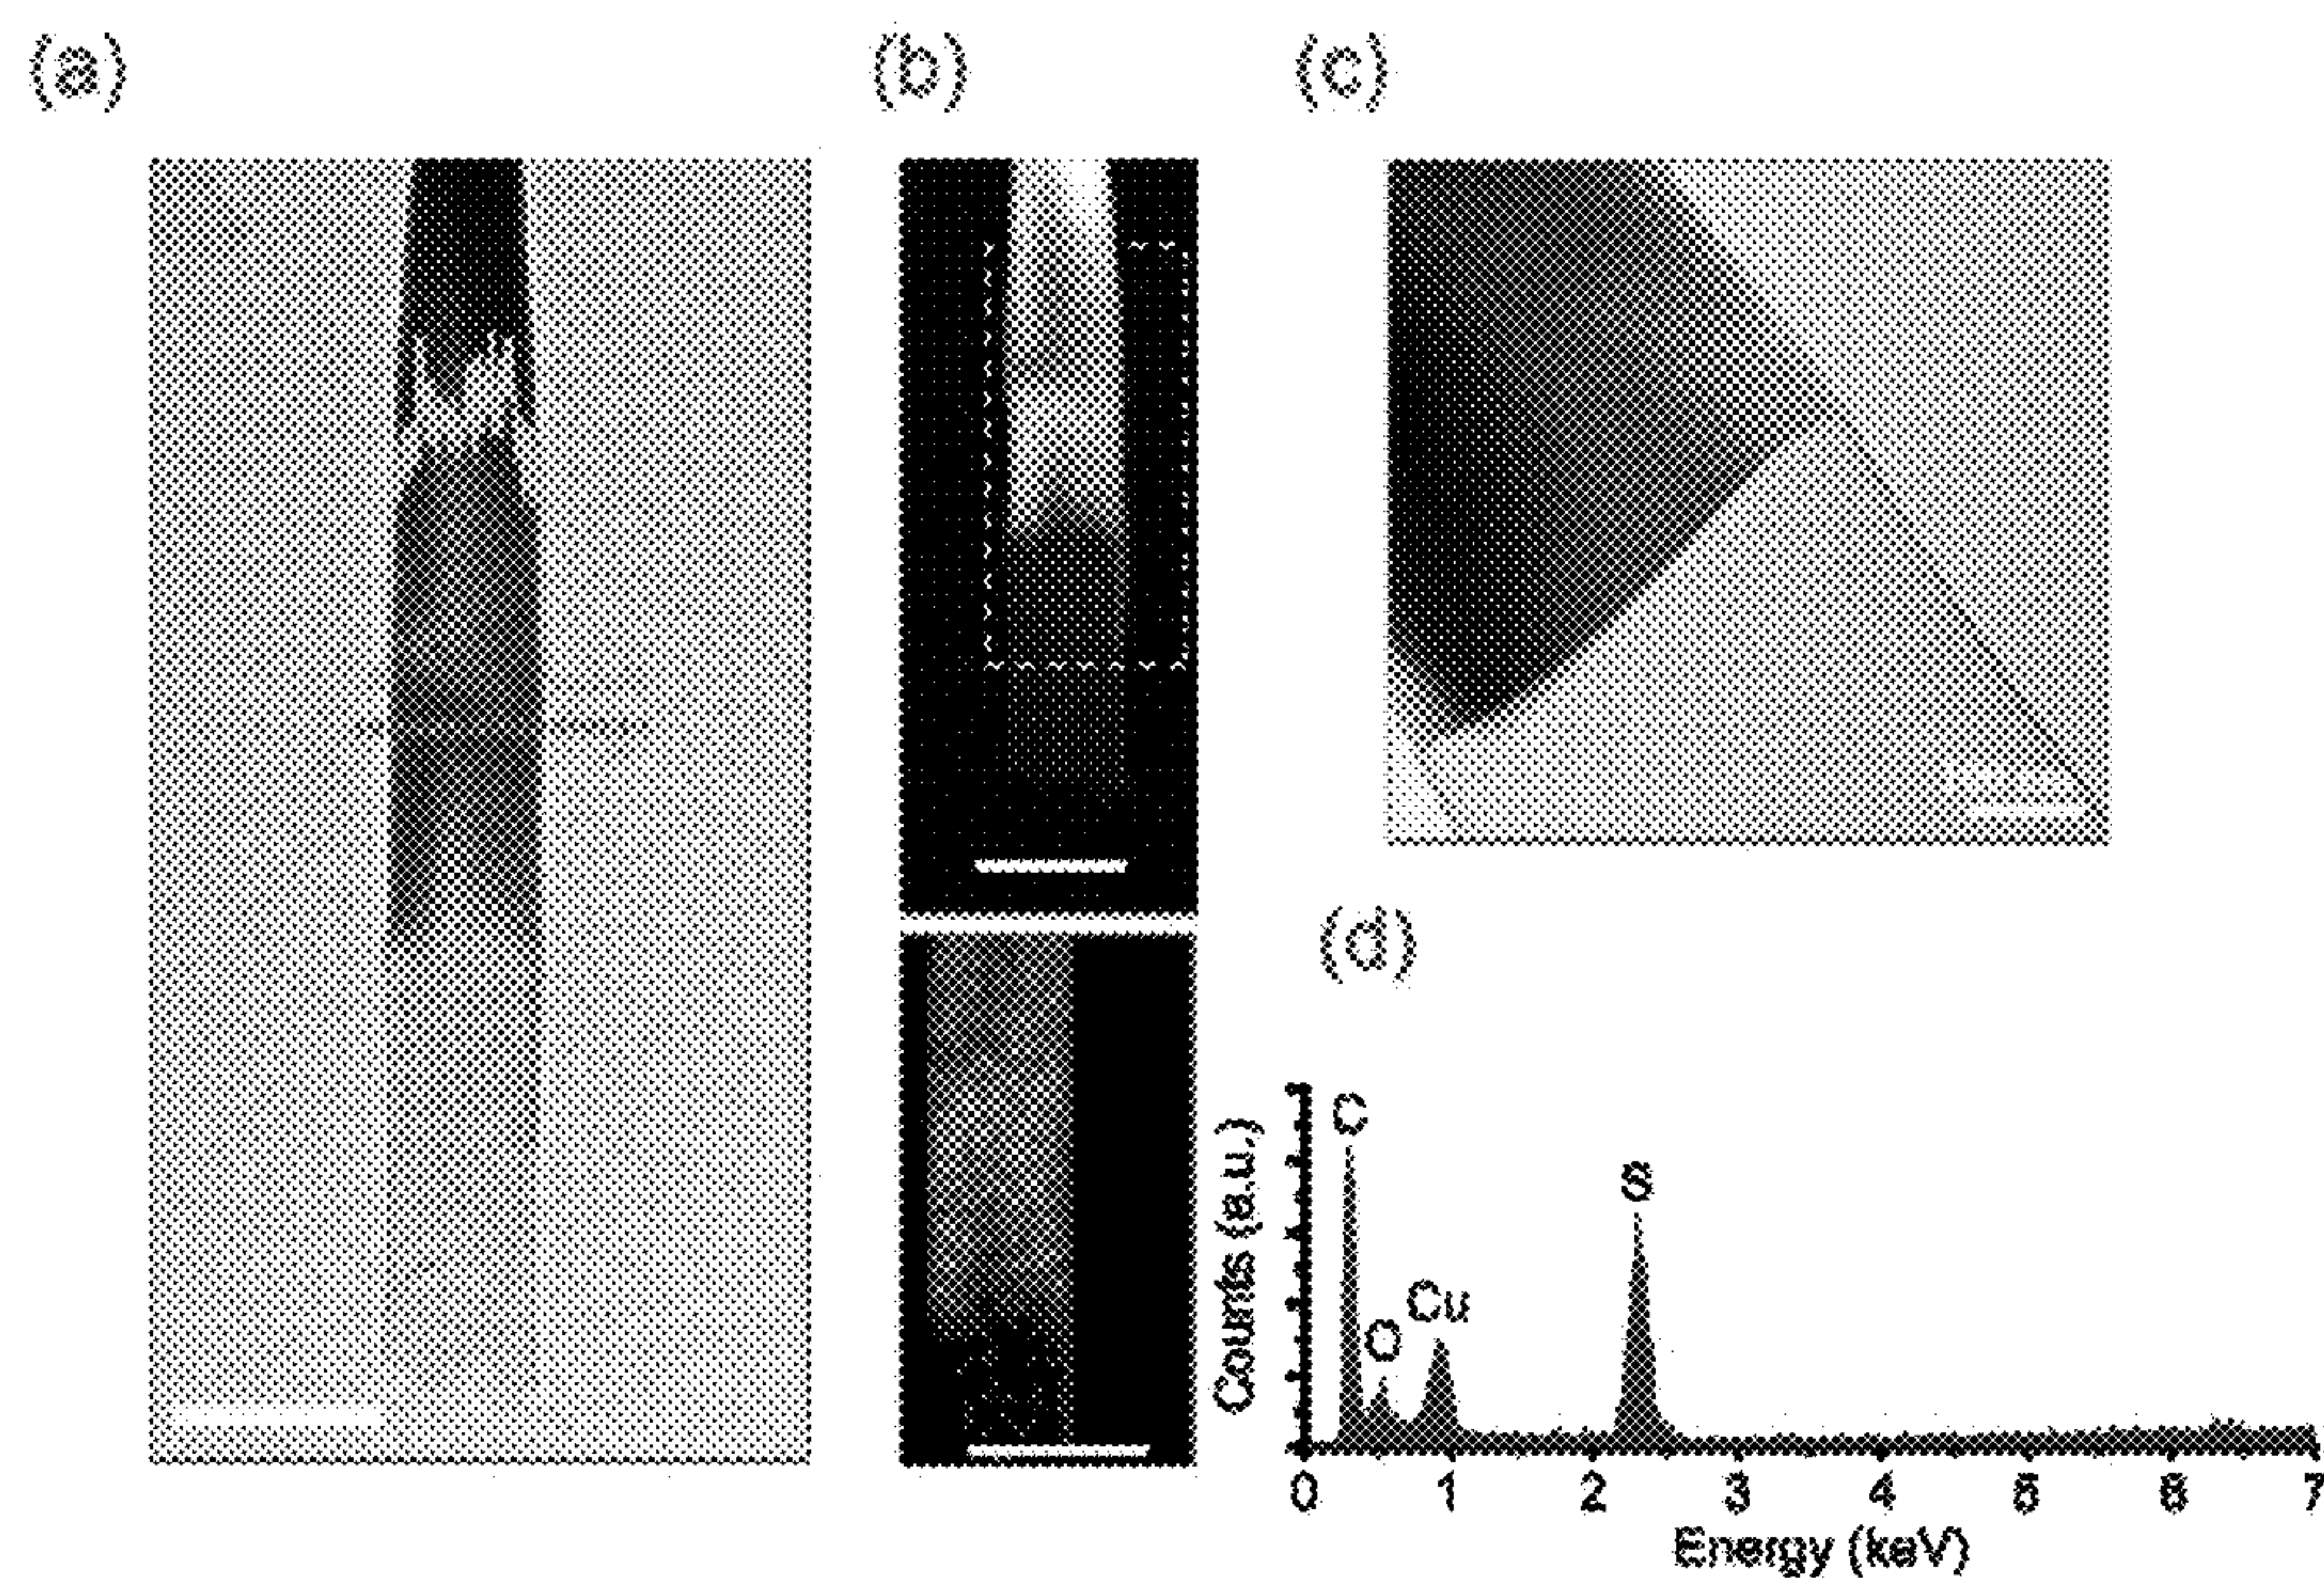 (a)
(b)
(c)
(d)
Counts (a.u.)
C
O
Cu
S
0 1 2 3 4 5 6 7
Energy (keV)